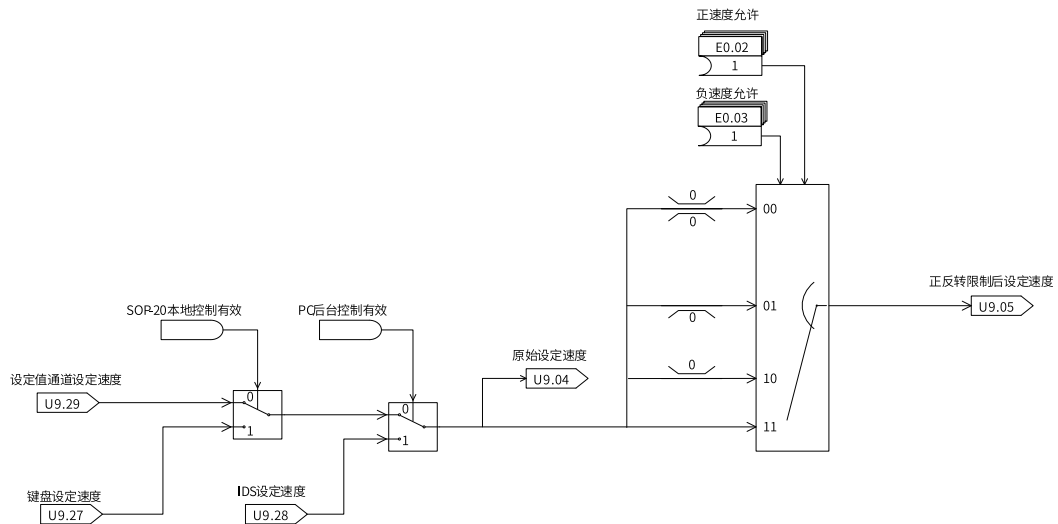 正速度允许
E0.02
1
负速度允许
E0.03
1
0
00
0
正反转限制后设定速度
SOP-20本地控制有效
PC后台控制有效
01
U9.05
0
原始设定速度
0
设定值通道设定速度
U9.04
10
0
U9.29
0
1
11
1
键盘设定速度
IDS设定速度
U9.27
U9.28